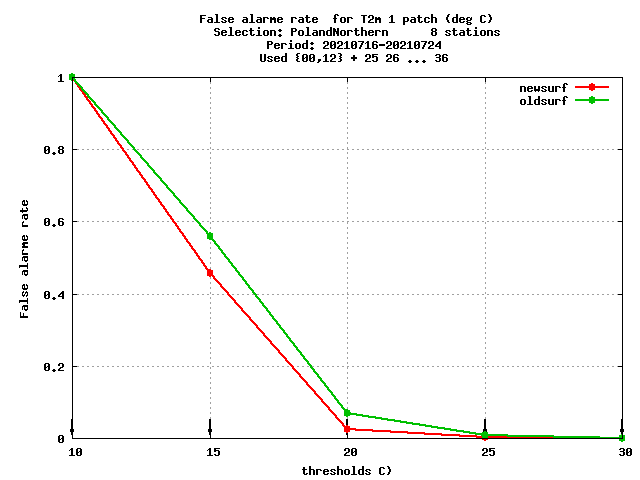 False alarme rate  for T2m 1 patch (deg C)
Selection: PolandNorthern      8 stations
Period: 20210716-20210724
Used {00,12} + 25 26 ... 36
newsurf
oldsurf
1
0.8
0.6
0.4
0.2
0
False alarme rate
10 15 20 25 30
thresholds C)